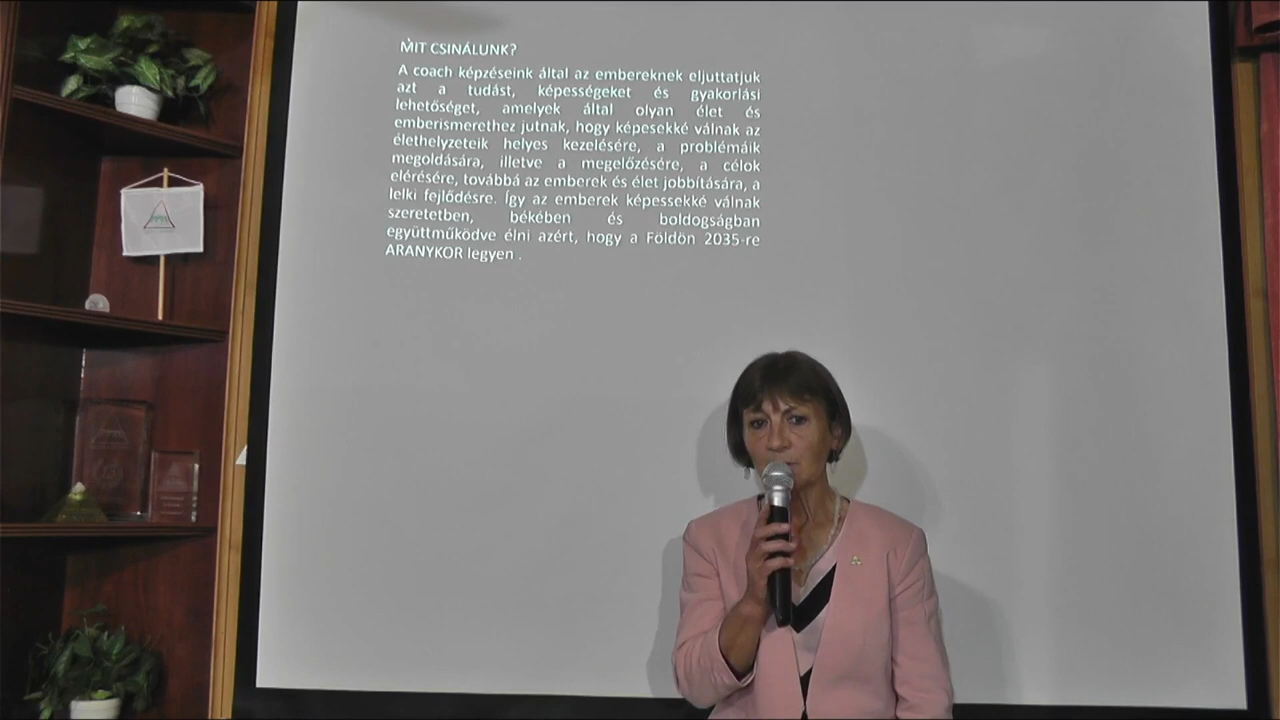 MIT CSINÁLUNK?
A coach képzéseink által az embereknek eljuttatjuk
azt a tudást, képességeket és gyakorlási
lehetőséget, amelyek által olyan élet és
emberismerethez jutnak, hogy képesekké válnak az
élethelyzeteik helyes kezelésére, a problémáik
megoldására, illetve a megelőzésére, a célok
elérésére, továbbá az emberek és élet jobbítására, a
lelki fejlődésre. Így az emberek képessekké válnak
szeretetben, békében és boldogságban
együttműködve élni azért, hogy a Földön 2035-re
ARANYKOR legyen .